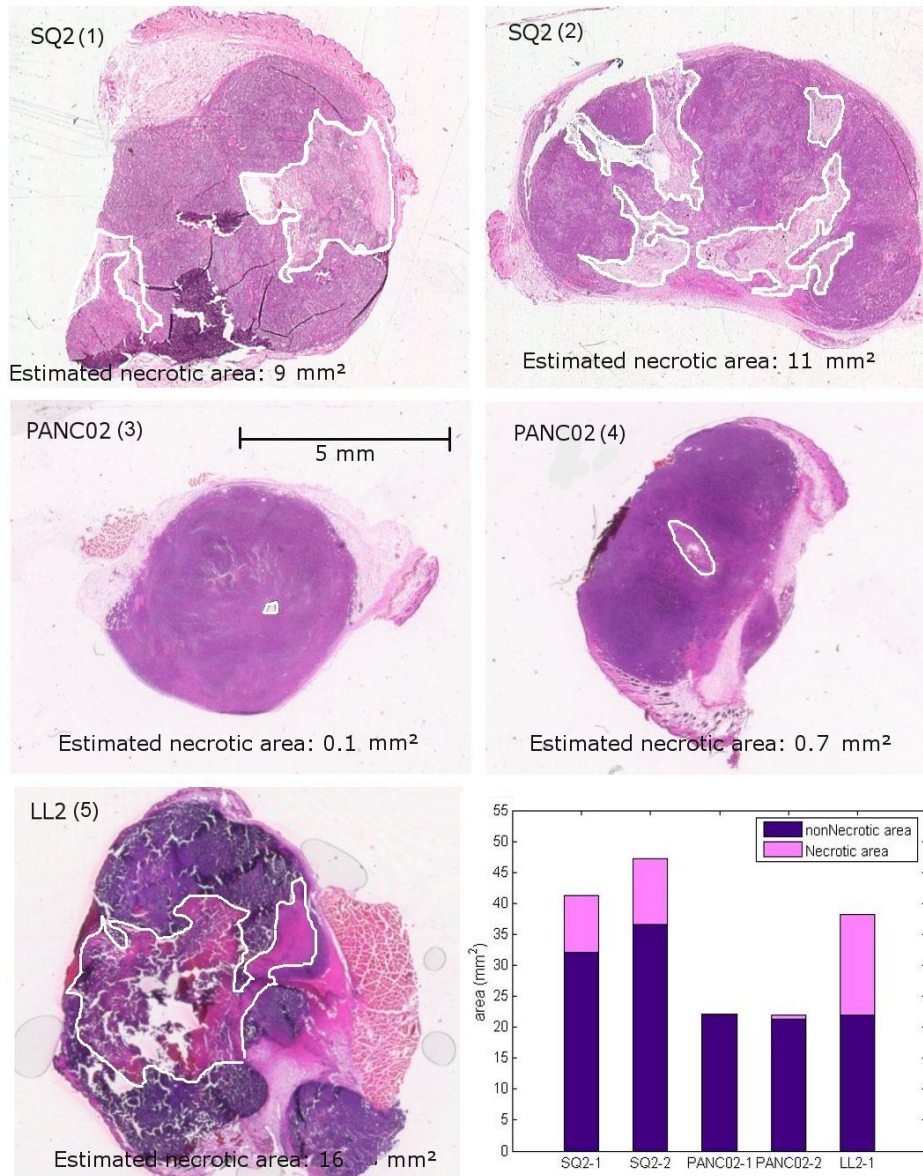 SQ2 (1)
Estimated necrotic area: 9 mm²
SQ2 (2)
Estimated necrotic area: 11 mm²
PANC02 (3)
5 mm
Estimated necrotic area: 0.1 mm²
PANC02 (4)
Estimated necrotic area: 0.7 mm²
LL2 (5)
Estimated necrotic area: 16 mm²
55
50
45
40
35
30
25
20
15
10
5
0
area (mm²)
nonNecrotic area
Necrotic area
SQ2-1 SQ2-2 PANC02-1 PANC02-2 LL2-1